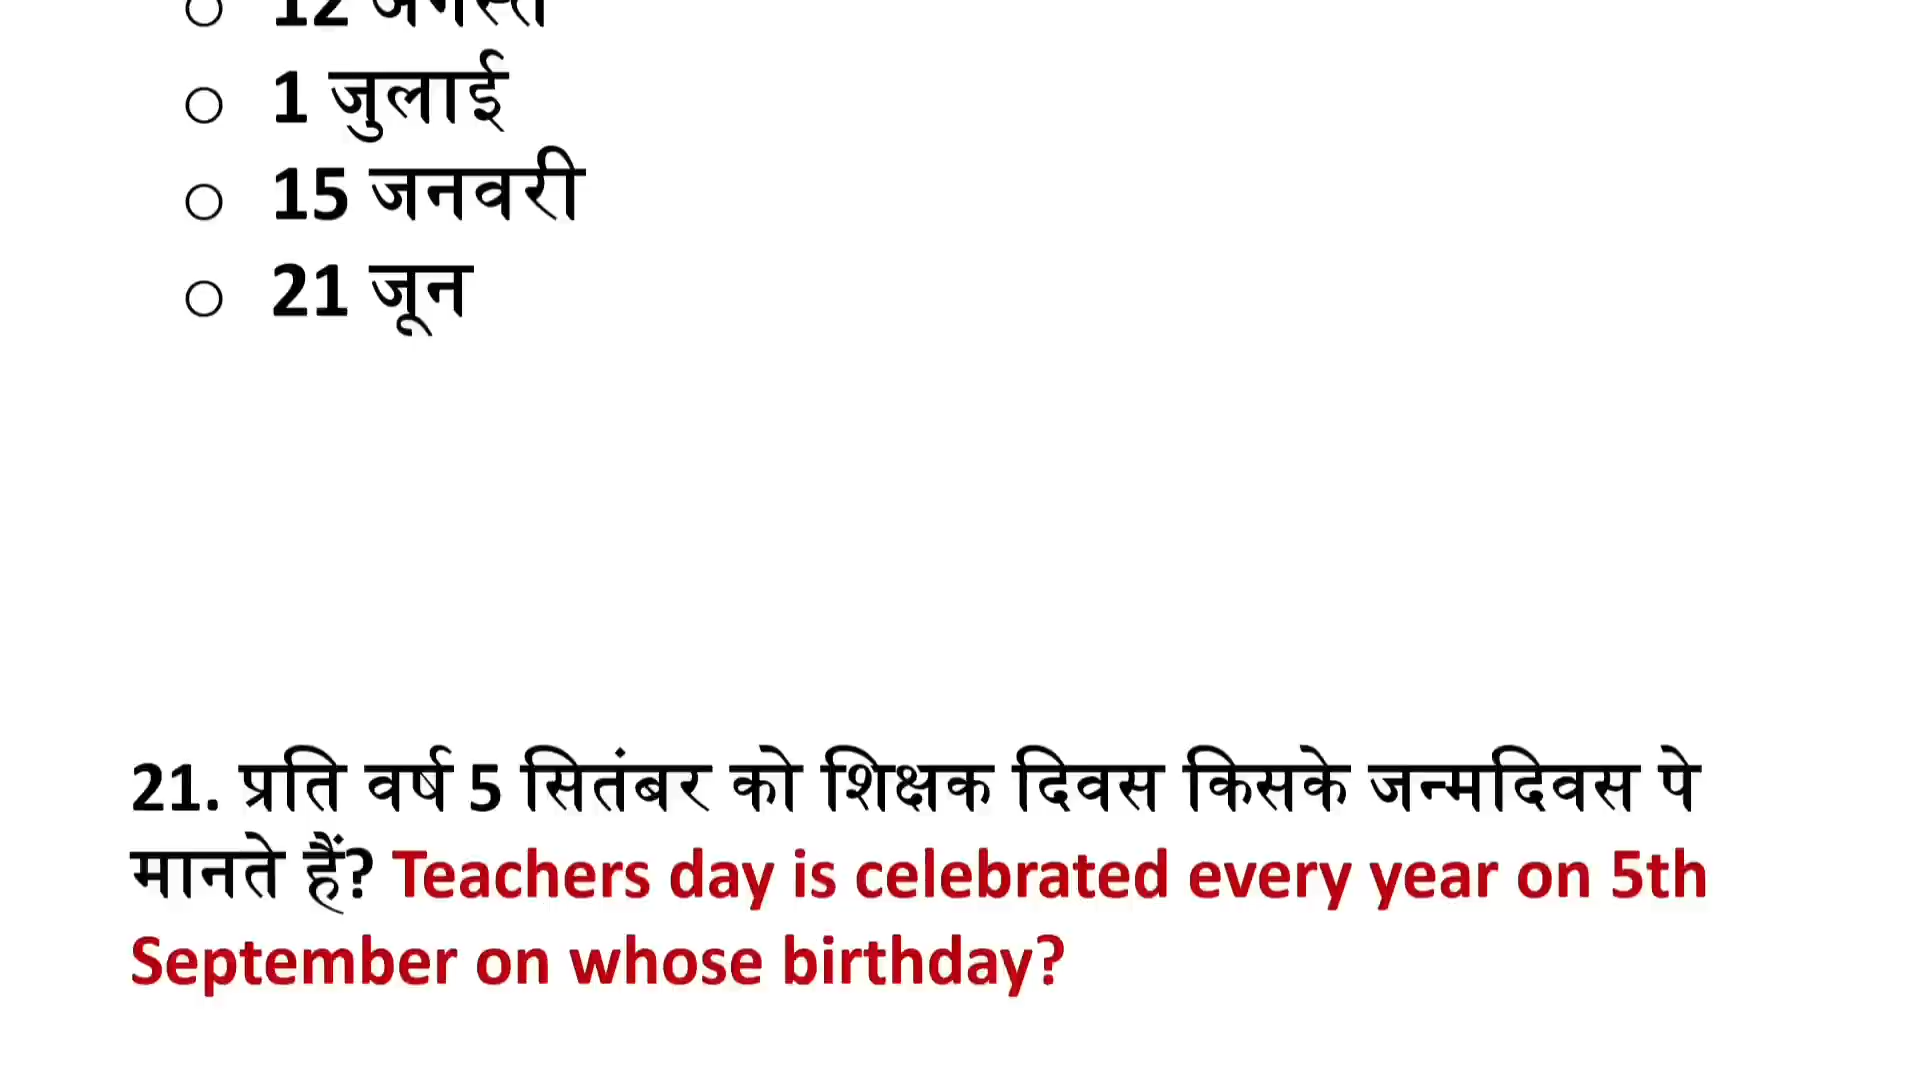 12 अगस्त
1 जुलाई
15 जनवरी
21 जून
21. प्रति वर्ष 5 सितंबर को शिक्षक दिवस किसके जन्मदिवस पे
मानते हैं? Teachers day is celebrated every year on 5th
September on whose birthday?